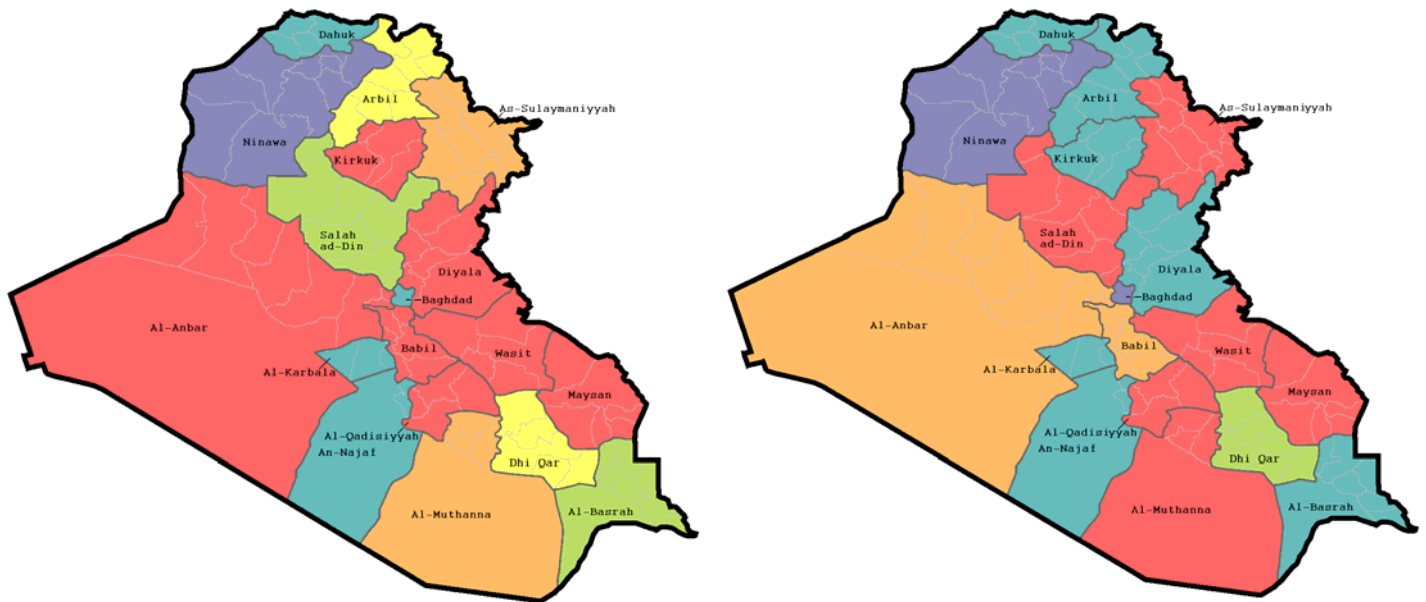 Dahuk
Arbil
As-Sulaymaniyyah
Ninawa
Kirkuk
Salah
ad-Din
Diyala
Baghdad
Al-Anbar
Babil
Wasit
Al-Karbala
Maysan
Al-Qadisiyyah
An-Najaf
Dhi Qar
Al-Muthanna
Al-Basrah
Dahuk
Arbil
As-Sulaymaniyyah
Ninawa
Kirkuk
Salah
ad-Din
Diyala
Baghdad
Al-Anbar
Babil
Wasit
Al-Karbala
Maysan
Al-Qadisiyyah
An-Najaf
Dhi Qar
Al-Muthanna
Al-Basrah